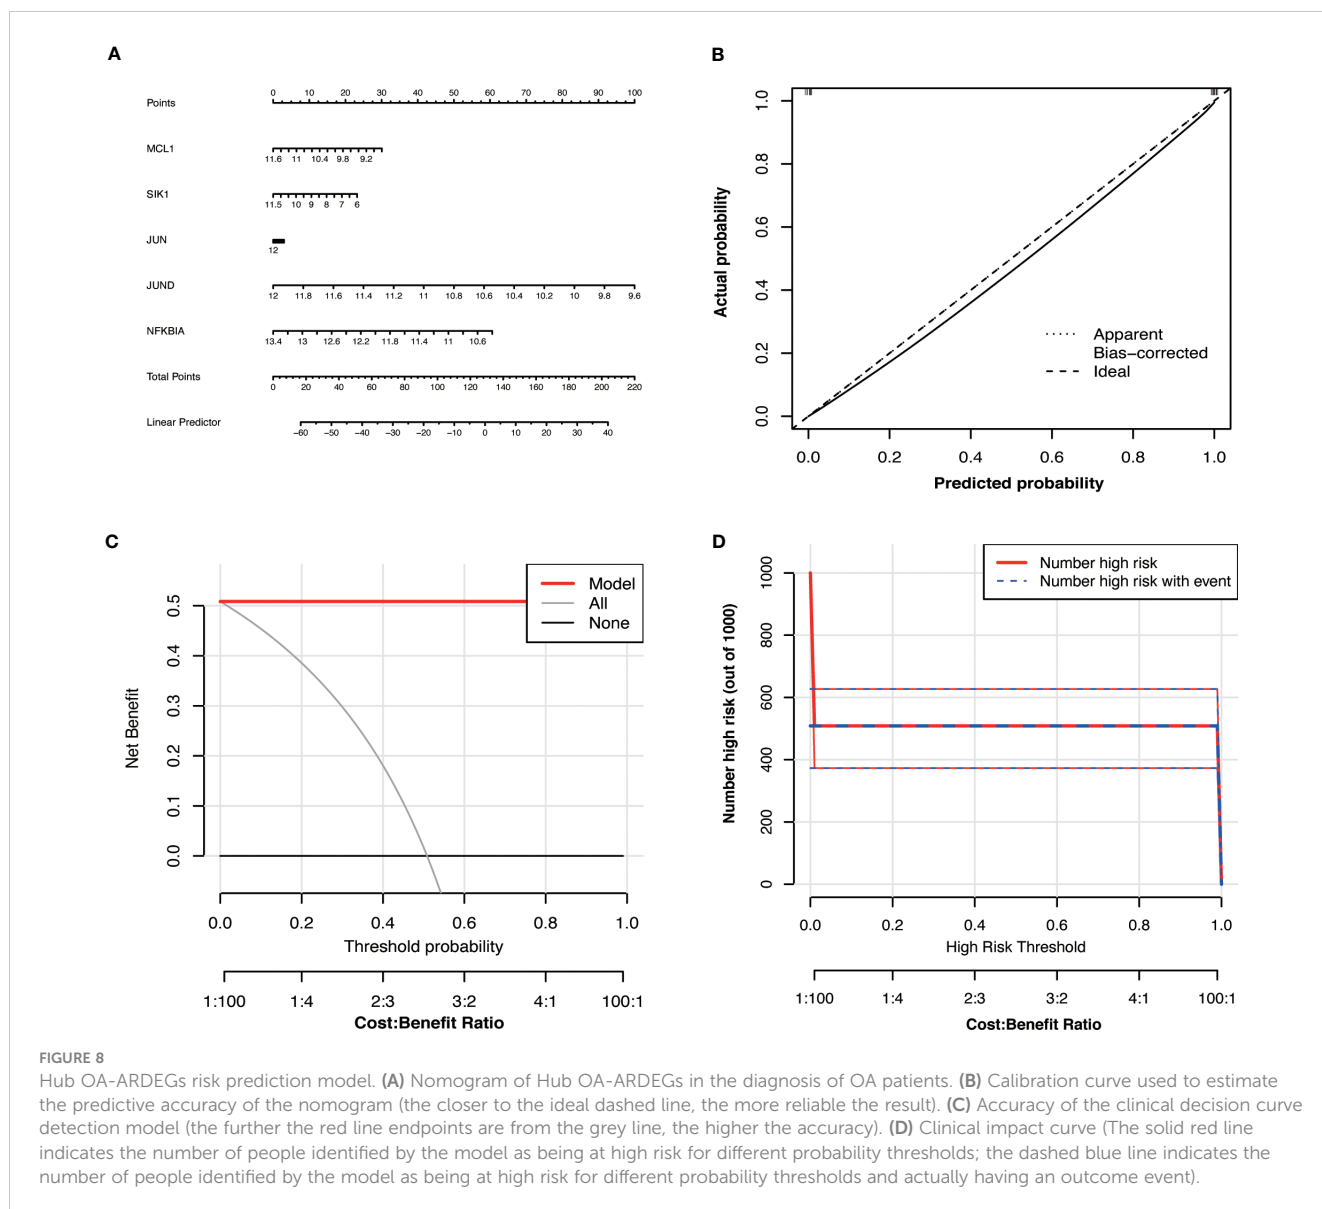 A
Points
0 10 20 30 40 50 60 70 80 90 100
MCL1
11.6 11 10.4 9.8 9.2
SIK1
11.5 10 9 8 7 6
JUN
12
JUND
12 11.8 11.6 11.4 11.2 11 10.8 10.6 10.4 10.2 10 9.8 9.6
NFKBIA
13.4 13 12.6 12.2 11.8 11.4 11 10.6
Total Points
0 20 40 60 80 100 120 140 160 180 200 220
Linear Predictor
−60 −50 −40 −30 −20 −10 0 10 20 30 40
B
Actual probability
1.0
0.8
0.6
0.4
0.2
0.0
Apparent
Bias−corrected
Ideal
0.0 0.2 0.4 0.6 0.8 1.0
Predicted probability
C
Net Benefit
0.5
0.4
0.3
0.2
0.1
0.0
Model
All
None
0.0 0.2 0.4 0.6 0.8 1.0
Threshold probability
1:100 1:4 2:3 3:2 4:1 100:1
Cost:Benefit Ratio
D
Number high risk (out of 1000)
1000
800
600
400
200
0
Number high risk
Number high risk with event
0.0 0.2 0.4 0.6 0.8 1.0
High Risk Threshold
1:100 1:4 2:3 3:2 4:1 100:1
Cost:Benefit Ratio
FIGURE 8
Hub OA-ARDEGs risk prediction model. (A) Nomogram of Hub OA-ARDEGs in the diagnosis of OA patients. (B) Calibration curve used to estimate
the predictive accuracy of the nomogram (the closer to the ideal dashed line, the more reliable the result). (C) Accuracy of the clinical decision curve
detection model (the further the red line endpoints are from the grey line, the higher the accuracy). (D) Clinical impact curve (The solid red line
indicates the number of people identified by the model as being at high risk for different probability thresholds; the dashed blue line indicates the
number of people identified by the model as being at high risk for different probability thresholds and actually having an outcome event).